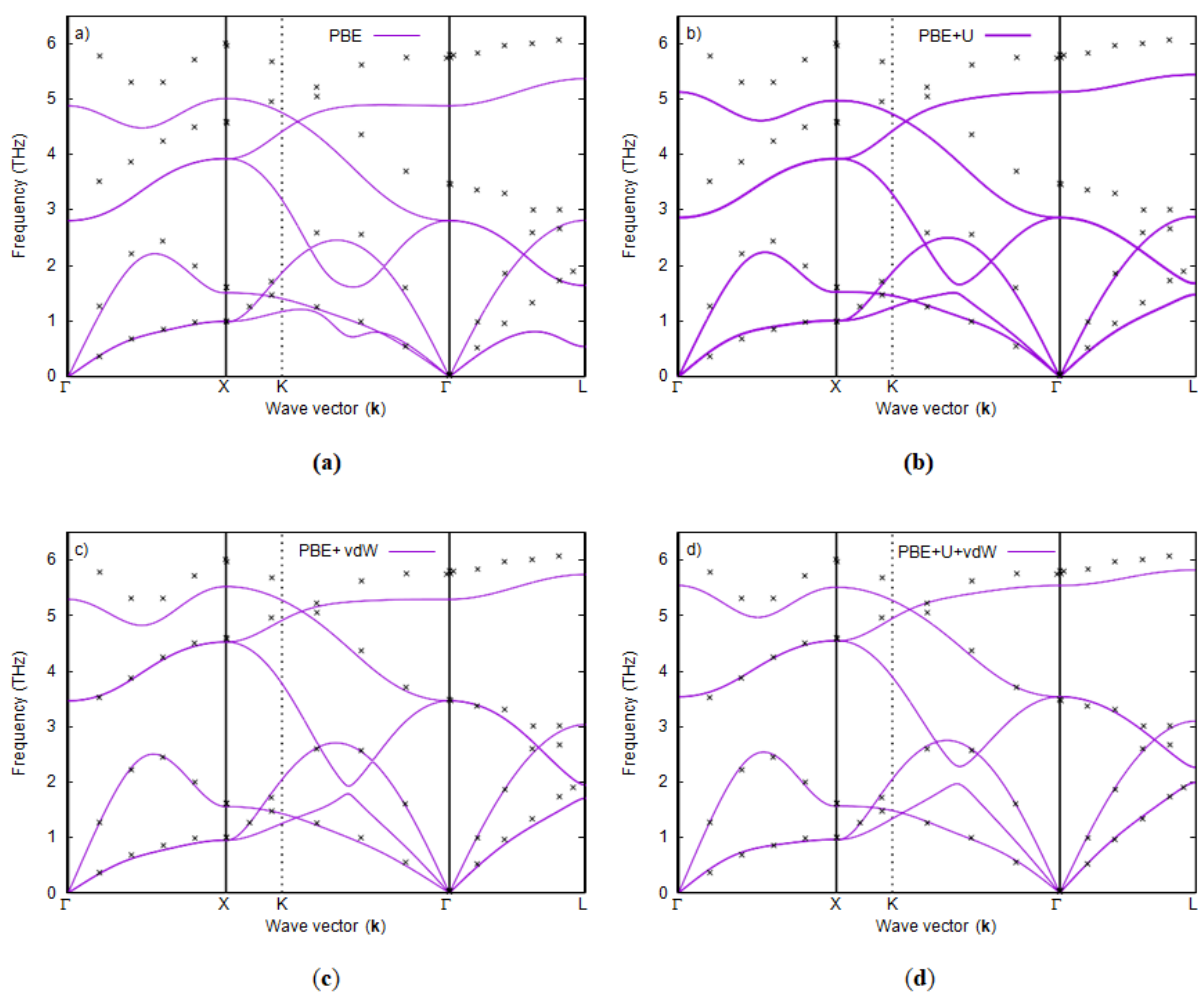 a) PBE
6
5
4
3
2
1
0
Frequency (THz)
Γ X K Γ L
Wave vector (k)
(a)
b) PBE+U
6
5
4
3
2
1
0
Frequency (THz)
Γ X K Γ L
Wave vector (k)
(b)
c) PBE+ vdW
6
5
4
3
2
1
0
Frequency (THz)
Γ X K Γ L
Wave vector (k)
(c)
d) PBE+U+vdW
6
5
4
3
2
1
0
Frequency (THz)
Γ X K Γ L
Wave vector (k)
(d)